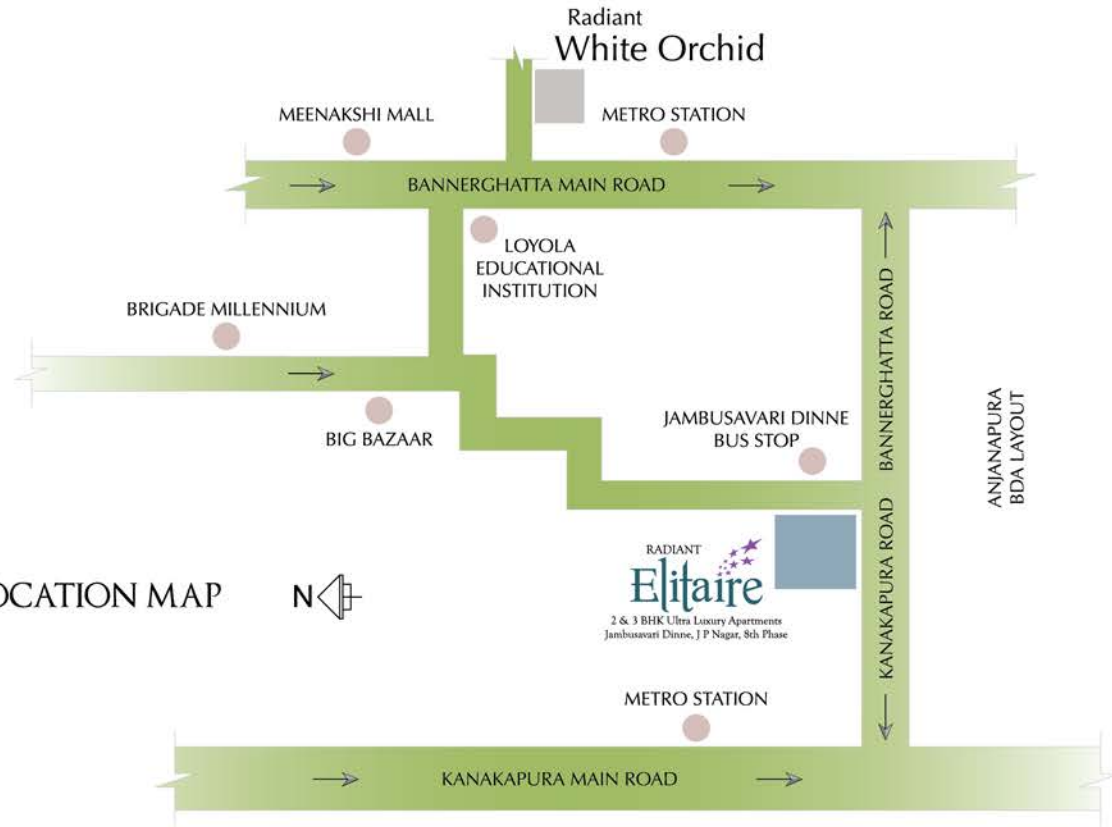 Radiant
White Orchid
MEENAKSHI MALL
METRO STATION
BANNERGHATTA MAIN ROAD
LOYOLA
EDUCATIONAL
INSTITUTION
BRIGADE MILLENNIUM
BIG BAZAAR
JAMBUSAVARI DINNE
BUS STOP
BANNERGHATTA ROAD
KANAKAPURA ROAD
ANJANAPURA
BDA LAYOUT
RADIANT
Elitaire
2 & 3 BHK Ultra Luxury Apartments
Jambusavari Dinne, J P Nagar, 8th Phase
OCATION MAP
N
METRO STATION
KANAKAPURA MAIN ROAD